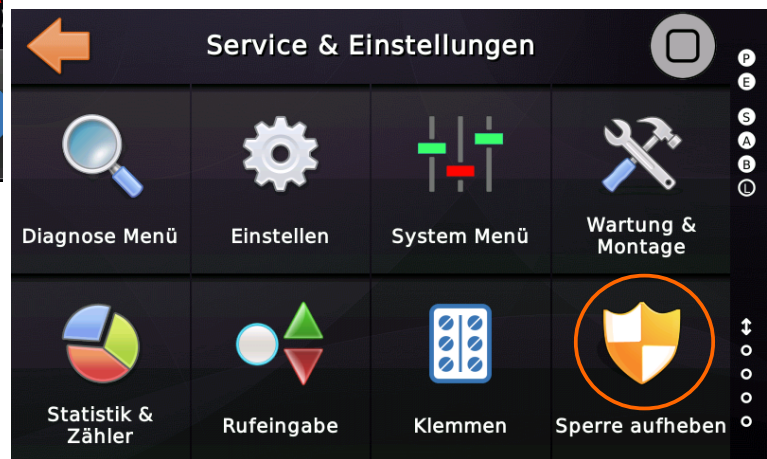 Service & Einstellungen
P
E
S
A
B
L
Diagnose Menü
Einstellen
System Menü
Wartung &
Montage
Statistik &
Zähler
Rufeingabe
Klemmen
Sperre aufheben